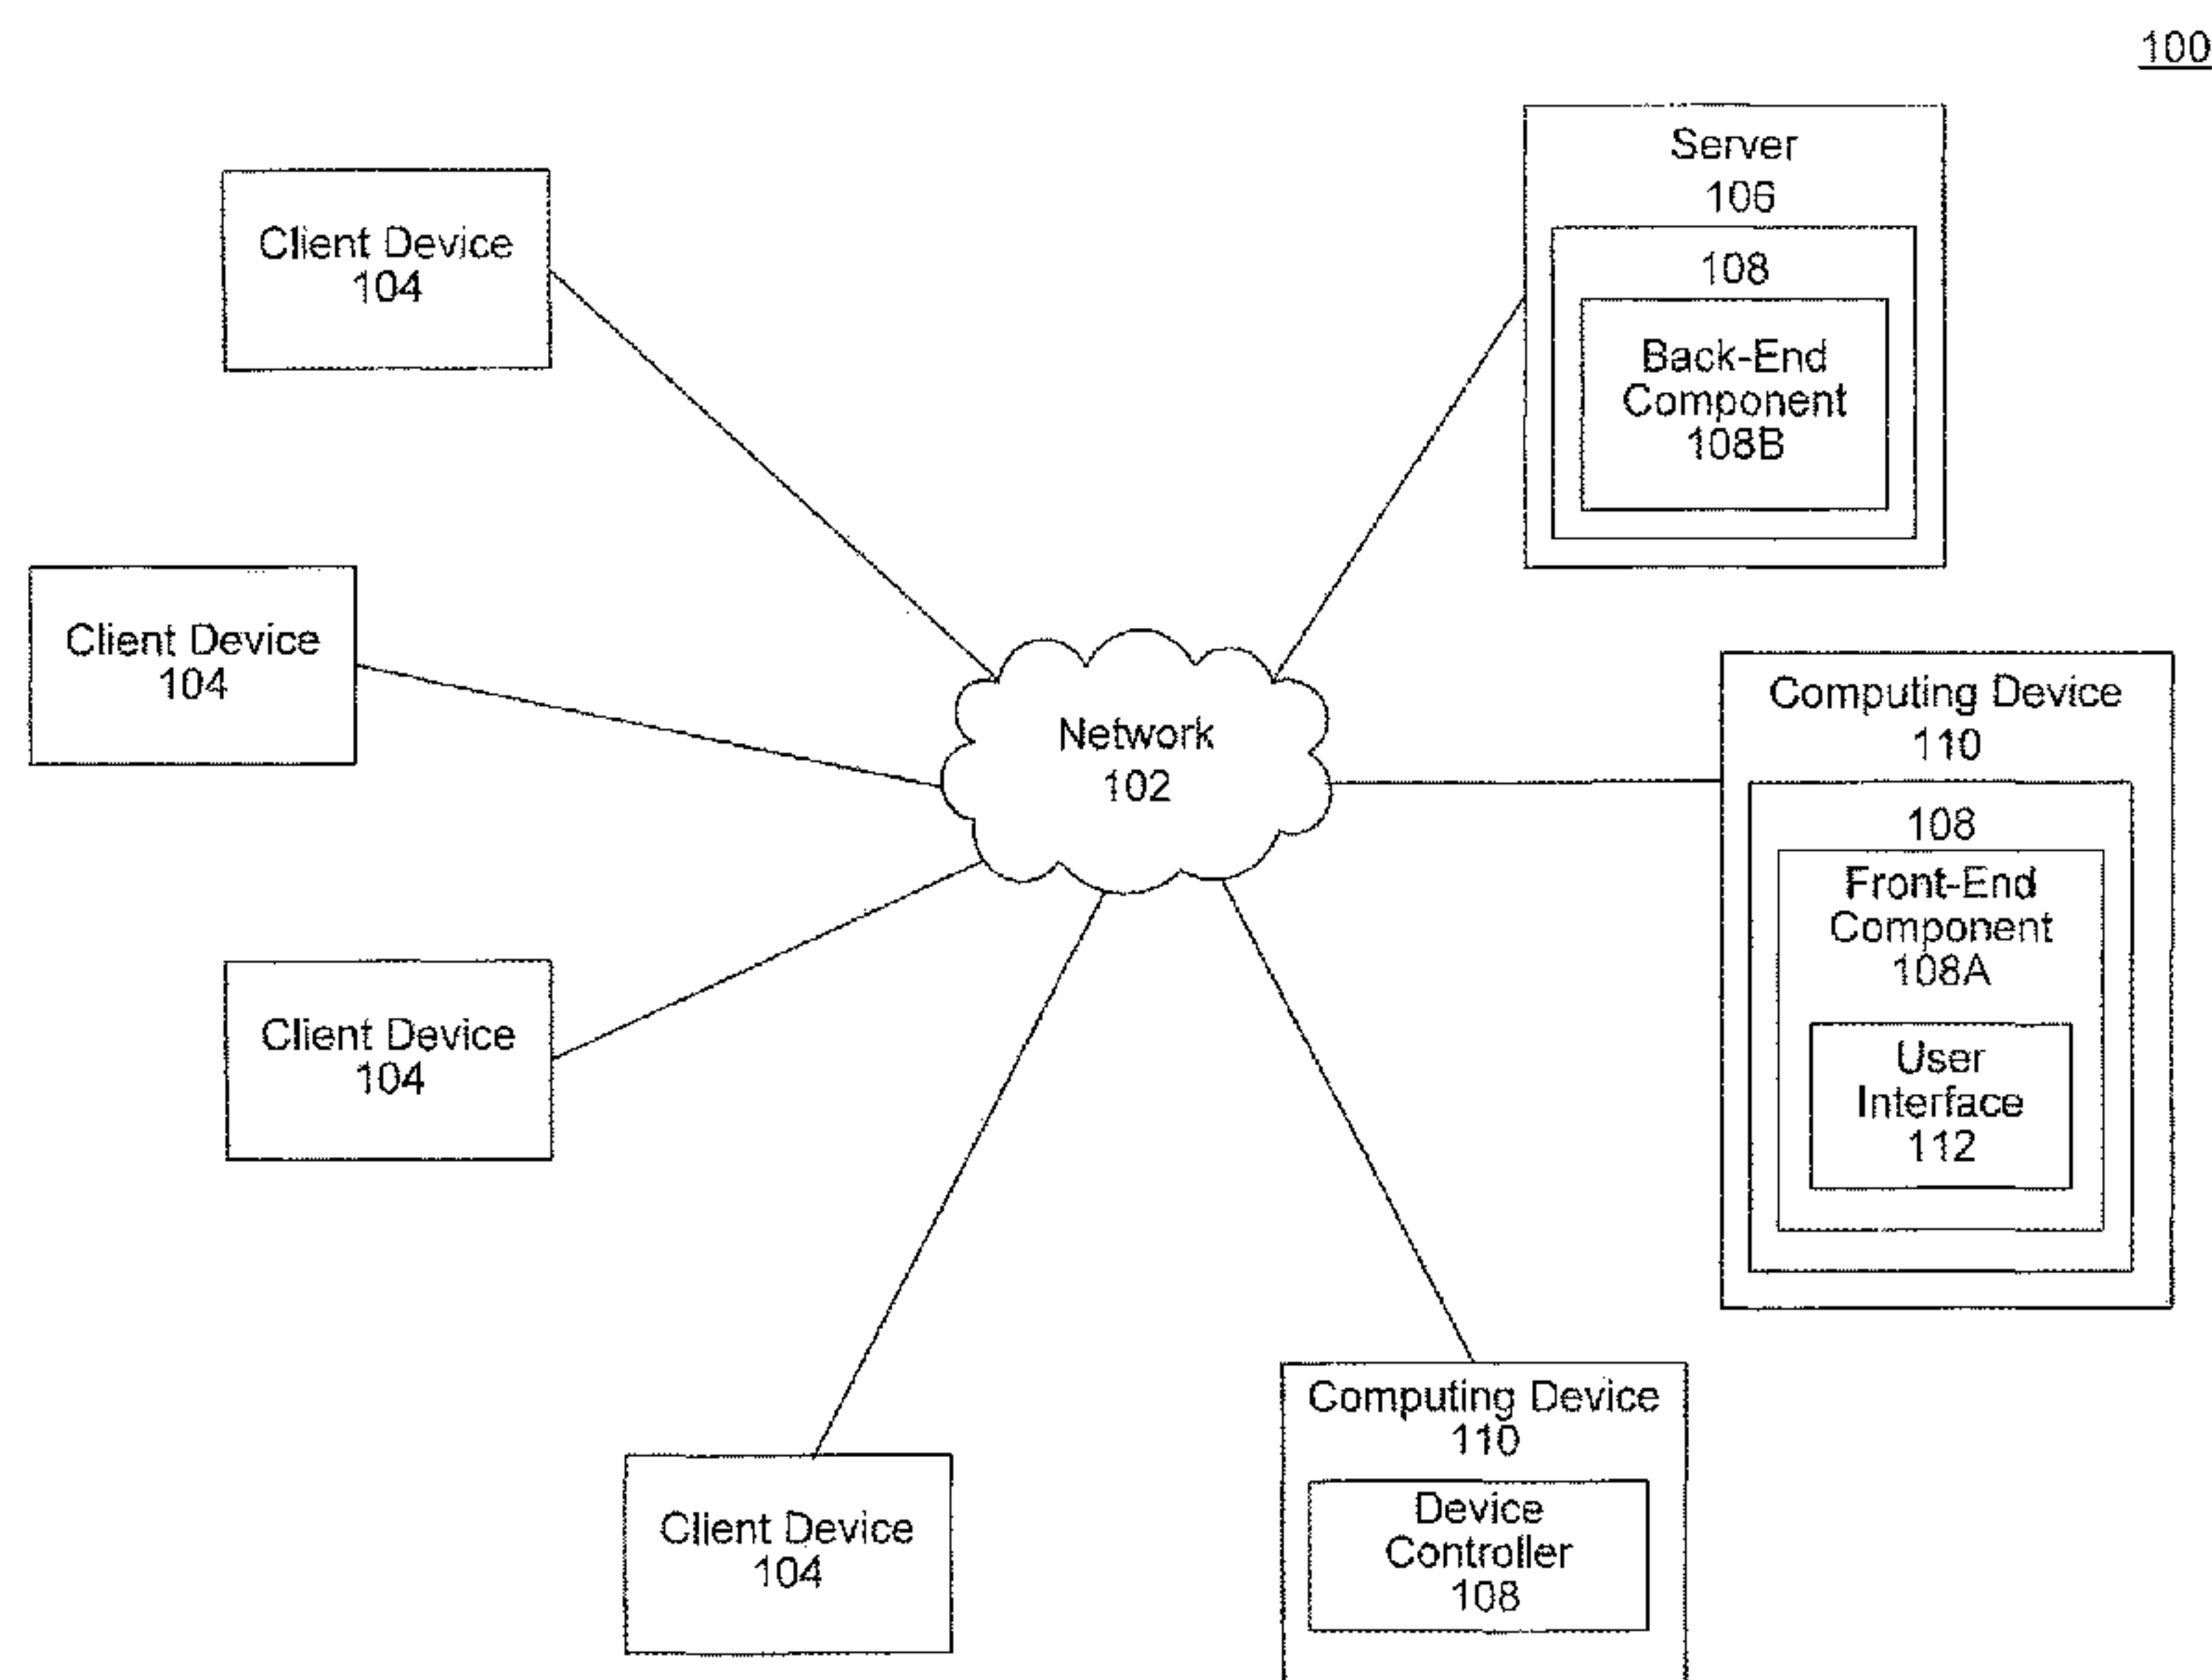 100
Server
106
108
Back-End
Component
108B
Client Device
104
Client Device
104
Network
102
Computing Device
110
108
Front-End
Component
108A
User
Interface
112
Client Device
104
Client Device
104
Computing Device
110
Device
Controller
108